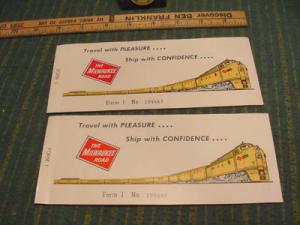 Discover BEN FRANKLIN
Travel with PLEASURE ....
Ship with CONFIDENCE ....
THE
MILWAUKEE
ROAD
Form 1 No.
Travel with PLEASURE ....
Ship with CONFIDENCE ....
THE
MILWAUKEE
ROAD
Form 1 No.